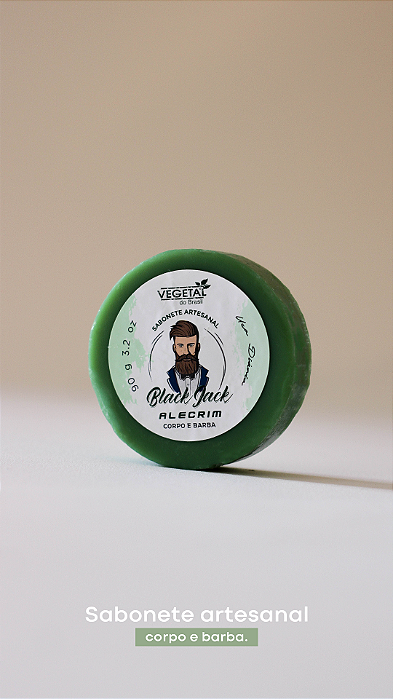 VEGETAL
do Brasil
SABONETE ARTESANAL
90 g 3.2 oz
Black Jack
ALECRIM
CORPO E BARBA
Sabonete artesanal
corpo e barba.